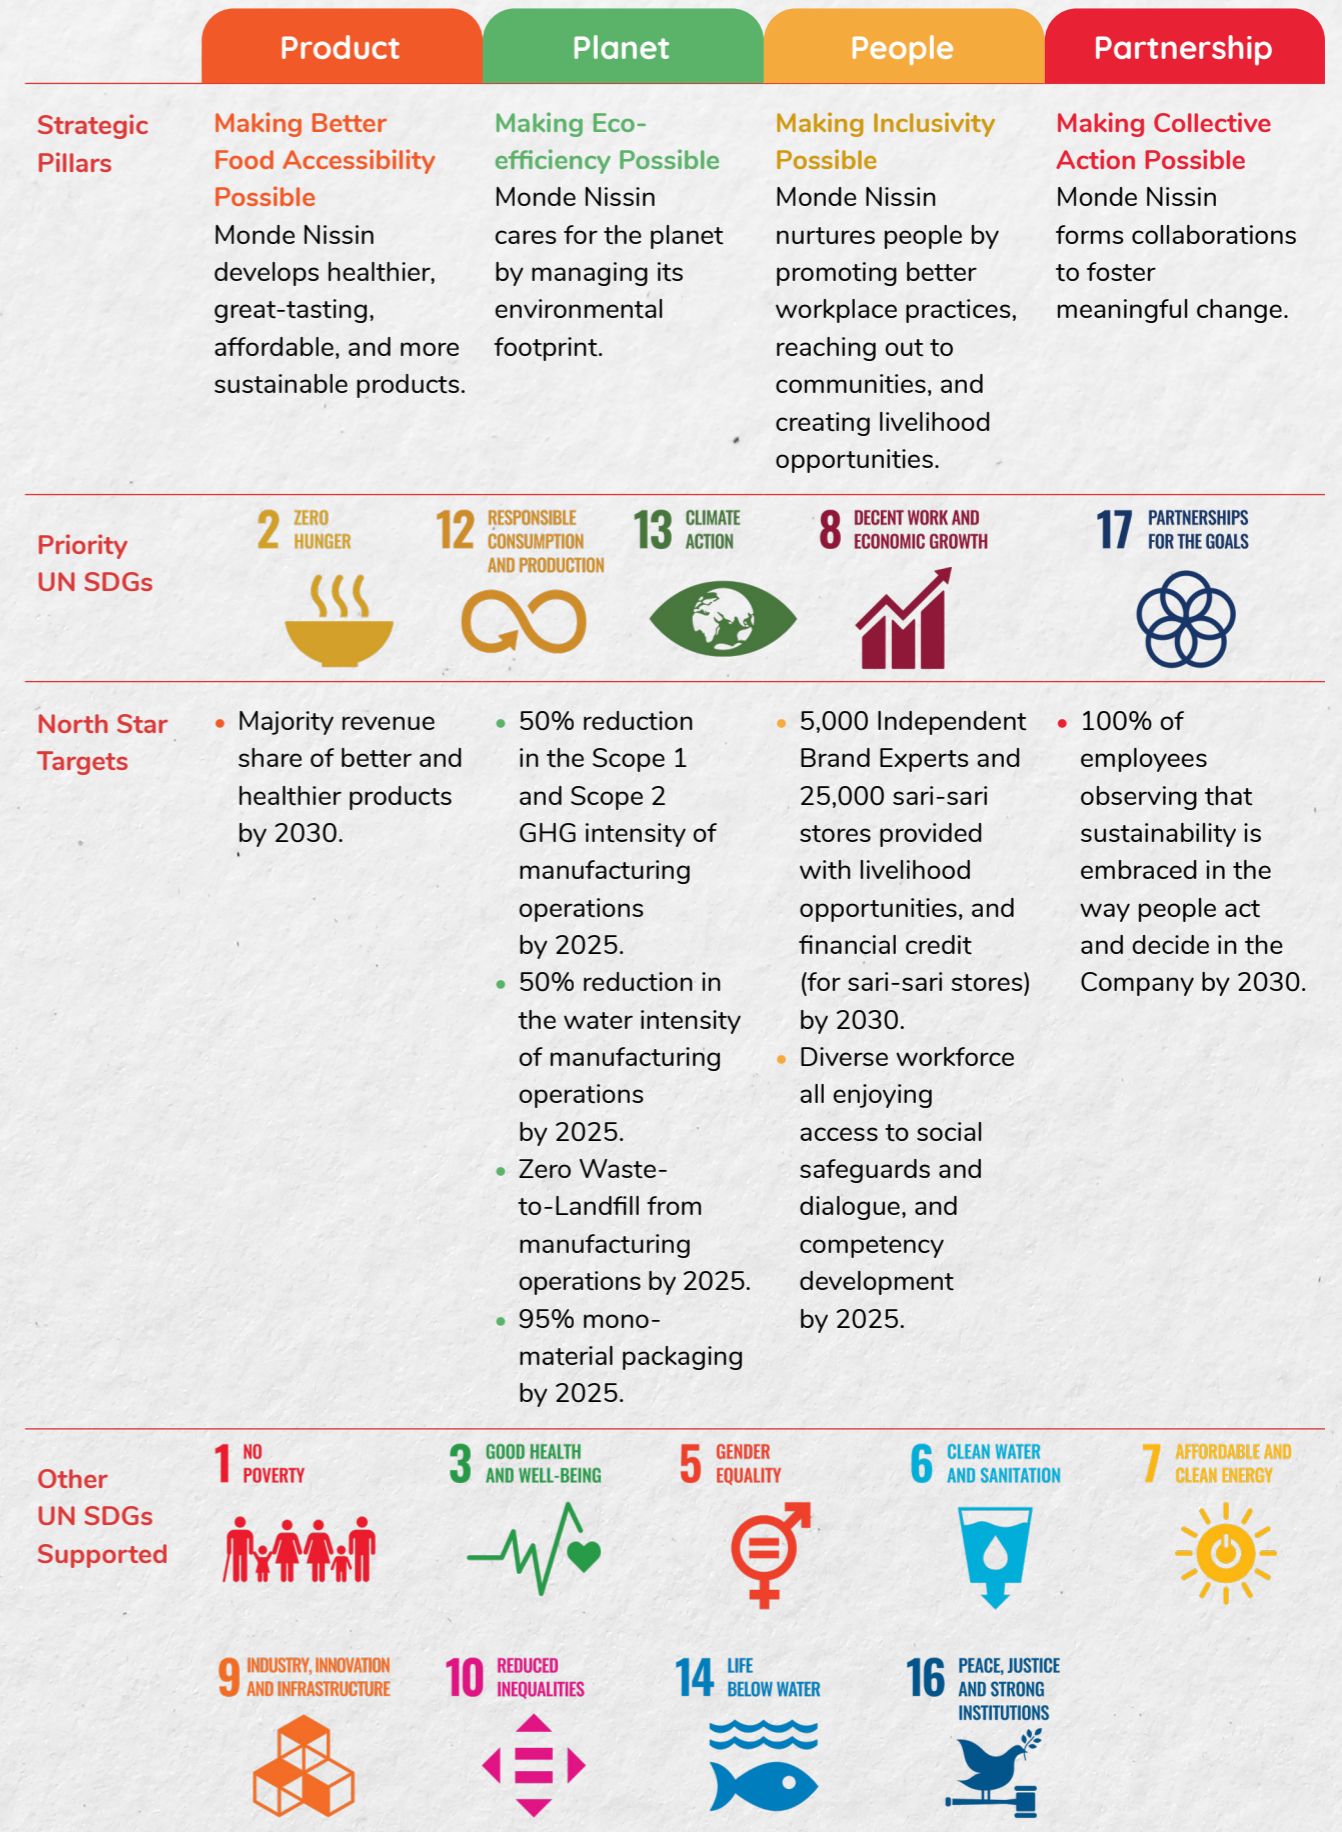 Product
Planet
People
Partnership
Strategic
Pillars
Making Better
Food Accessibility
Possible
Monde Nissin
develops healthier,
great-tasting,
affordable, and more
sustainable products.
Making Eco-
efficiency Possible
Monde Nissin
cares for the planet
by managing its
environmental
footprint.
Making Inclusivity
Possible
Monde Nissin
nurtures people by
promoting better
workplace practices,
reaching out to
communities, and
creating livelihood
opportunities.
Making Collective
Action Possible
Monde Nissin
forms collaborations
to foster
meaningful change.
Priority
UN SDGs
2 ZERO
HUNGER
12 RESPONSIBLE
CONSUMPTION
AND PRODUCTION
13 CLIMATE
ACTION
8 DECENT WORK AND
ECONOMIC GROWTH
17 PARTNERSHIPS
FOR THE GOALS
North Star
Targets
• Majority revenue
share of better and
healthier products
by 2030.
• 50% reduction
in the Scope 1
and Scope 2
GHG intensity of
manufacturing
operations
by 2025.
• 50% reduction in
the water intensity
of manufacturing
operations
by 2025.
• Zero Waste-
to-Landfill from
manufacturing
operations by 2025.
• 95% mono-
material packaging
by 2025.
• 5,000 Independent
Brand Experts and
25,000 sari-sari
stores provided
with livelihood
opportunities, and
financial credit
(for sari-sari stores)
by 2030.
• Diverse workforce
all enjoying
access to social
safeguards and
dialogue, and
competency
development
by 2025.
• 100% of
employees
observing that
sustainability is
embraced in the
way people act
and decide in the
Company by 2030.
Other
UN SDGs
Supported
1 NO
POVERTY
3 GOOD HEALTH
AND WELL-BEING
5 GENDER
EQUALITY
6 CLEAN WATER
AND SANITATION
7 AFFORDABLE AND
CLEAN ENERGY
9 INDUSTRY, INNOVATION
AND INFRASTRUCTURE
10 REDUCED
INEQUALITIES
14 LIFE
BELOW WATER
16 PEACE, JUSTICE
AND STRONG
INSTITUTIONS